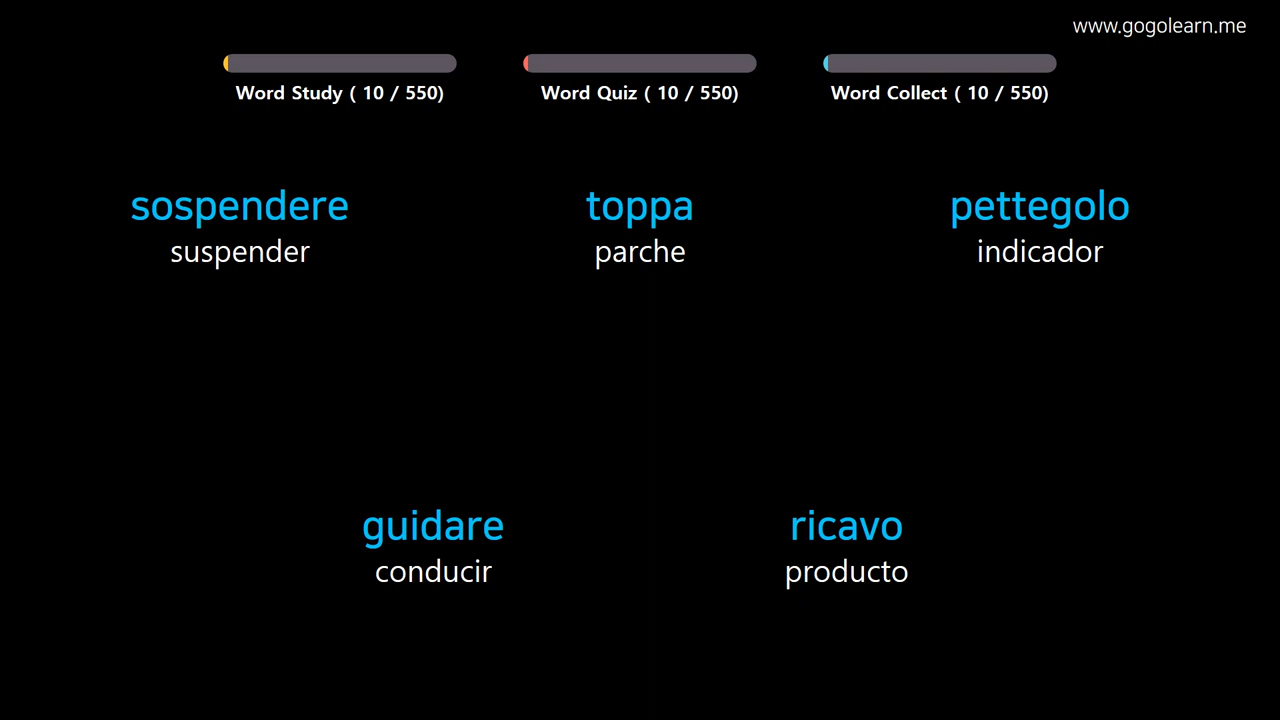 www.gogolearn.me
Word Study ( 10 / 550)
Word Quiz ( 10 / 550)
Word Collect ( 10 / 550)
sospendere
suspender
toppa
parche
pettegolo
indicador
guidare
conducir
ricavo
producto